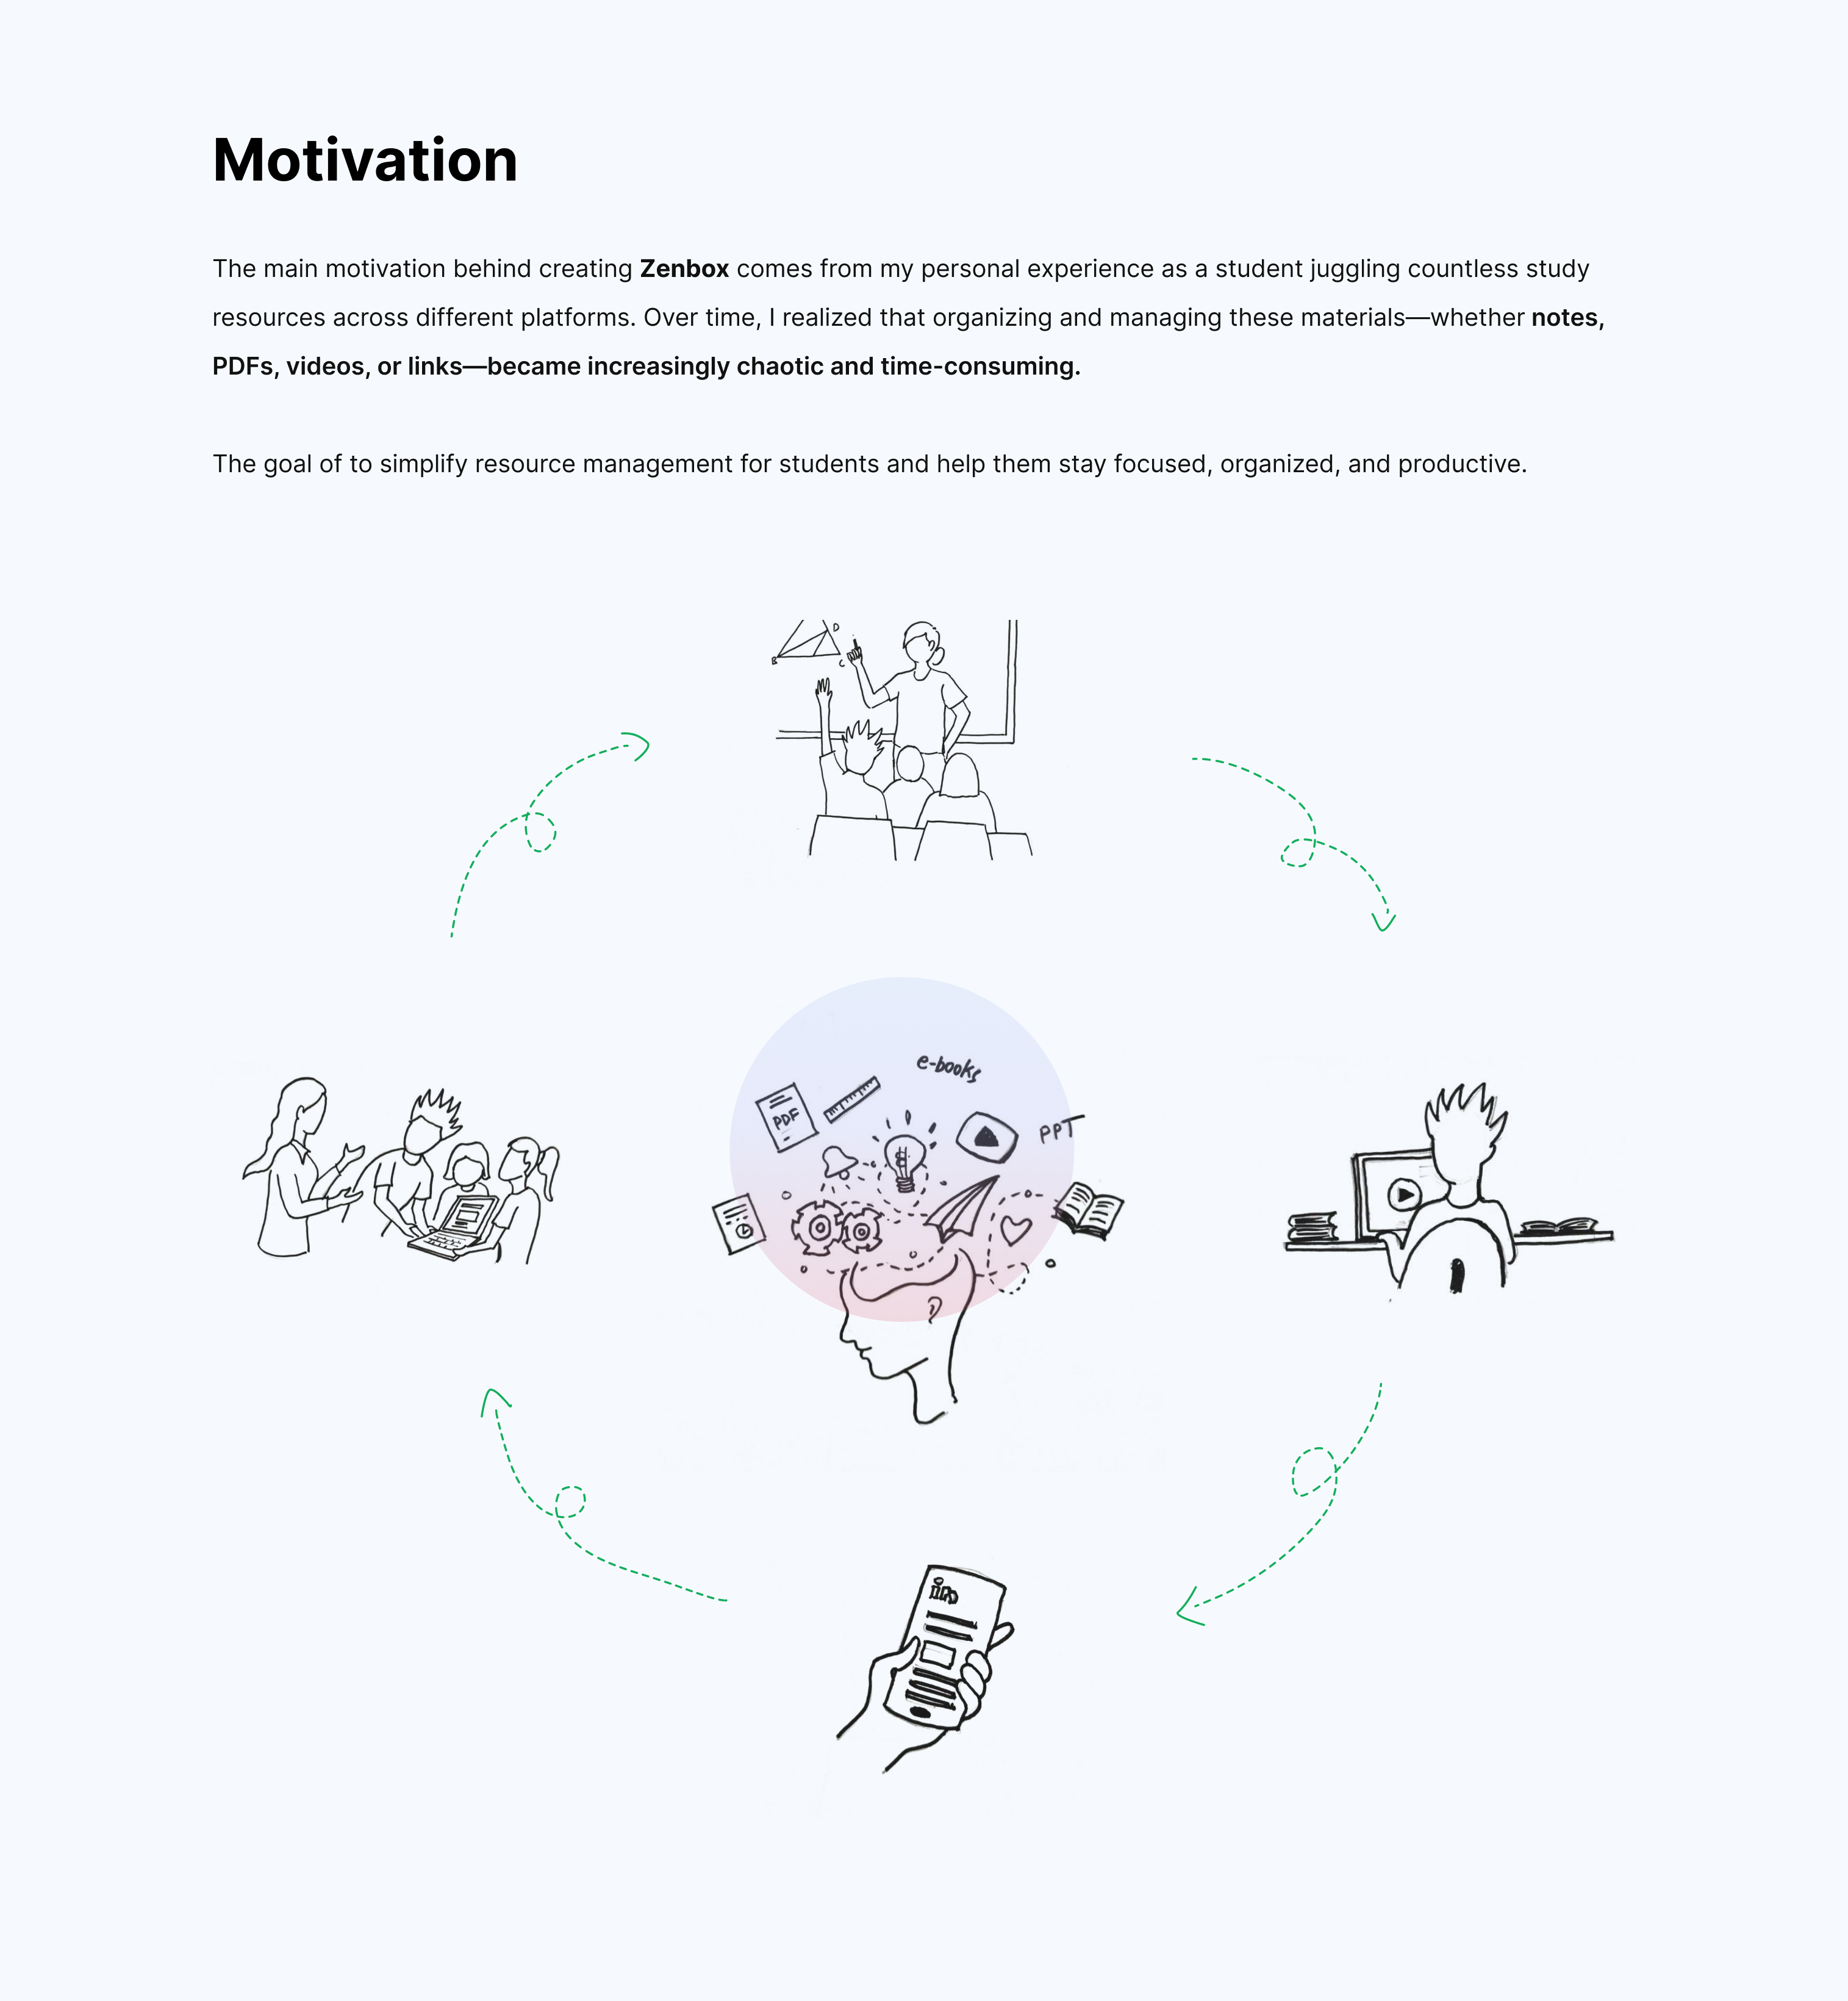 Motivation
The main motivation behind creating Zenbox comes from my personal experience as a student juggling countless study
resources across different platforms. Over time, I realized that organizing and managing these materials—whether notes,
PDFs, videos, or links—became increasingly chaotic and time-consuming.
The goal of to simplify resource management for students and help them stay focused, organized, and productive.
D
B
C
e-books
PDF
PPT